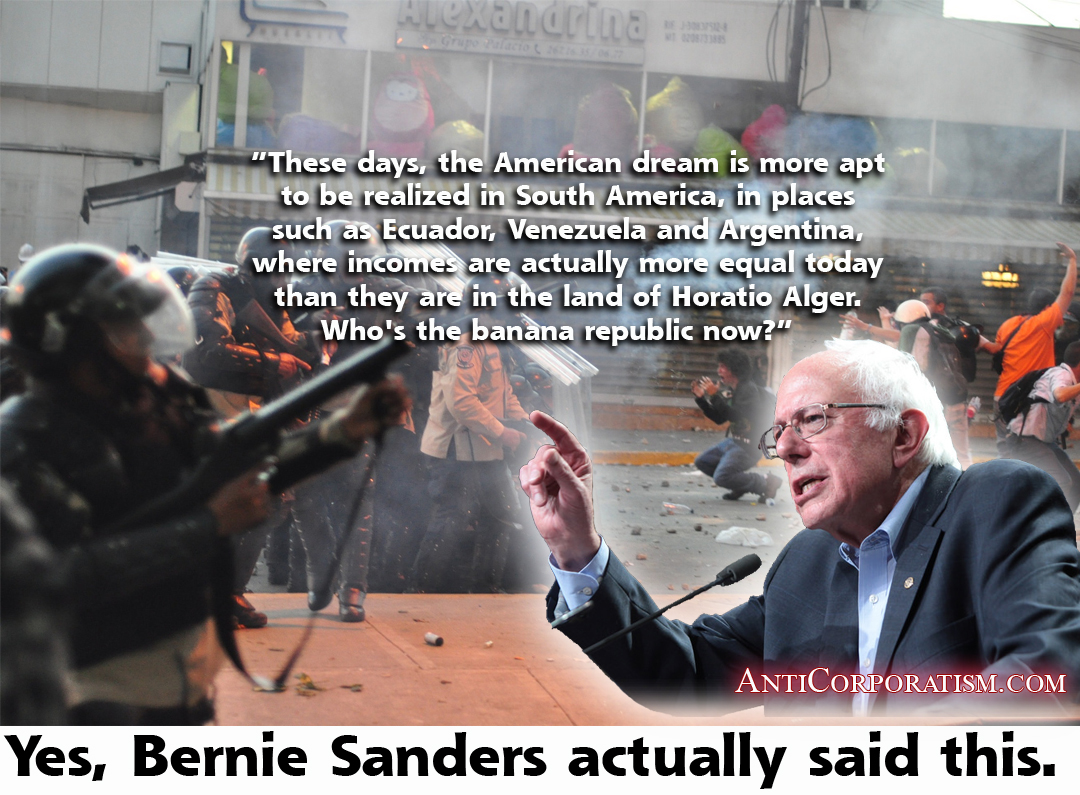 Alexandrina
Grupo Palacio
"These days, the American dream is more apt
to be realized in South America, in places
such as Ecuador, Venezuela and Argentina,
where incomes are actually more equal today
than they are in the land of Horatio Alger.
Who's the banana republic now?"
AntiCorporatism.com
Yes, Bernie Sanders actually said this.